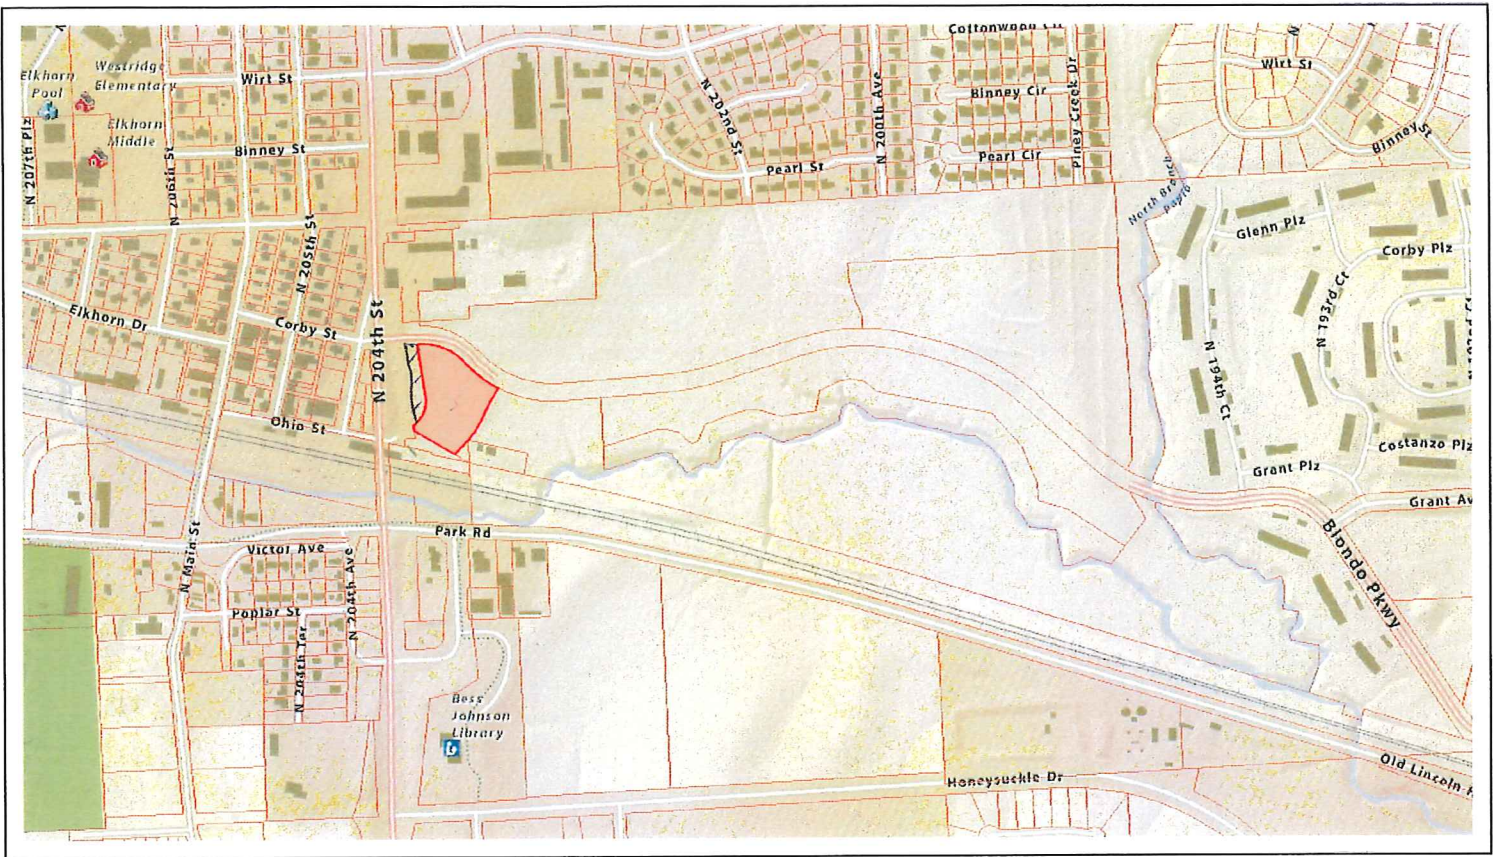 Cottonwood Cir
Elkhorn
Pool
Westridge
Elementary
Wirt St
Wirt St
N 202nd St
N 200th Ave
Binney Cir
Piney Creek Dr
Elkhorn
Middle
N 207th Plz
N 206th St
Binney St
Binney St
Pearl St
Pearl Cir
North Branch
Papio
N 205th St
Glenn Plz
Corby Plz
N 193rd Ct
Elkhorn Dr
Corby St
N 204th St
N 194th Ct
Ohio St
Costanzo Plz
Grant Plz
Grant Av
N Main St
Park Rd
Victor Ave
N 204th Ave
Blondo Pkwy
Poplar St
N 204th Ter
Bess
Johnson
Library
Honeysuckle Dr
Old Lincoln H